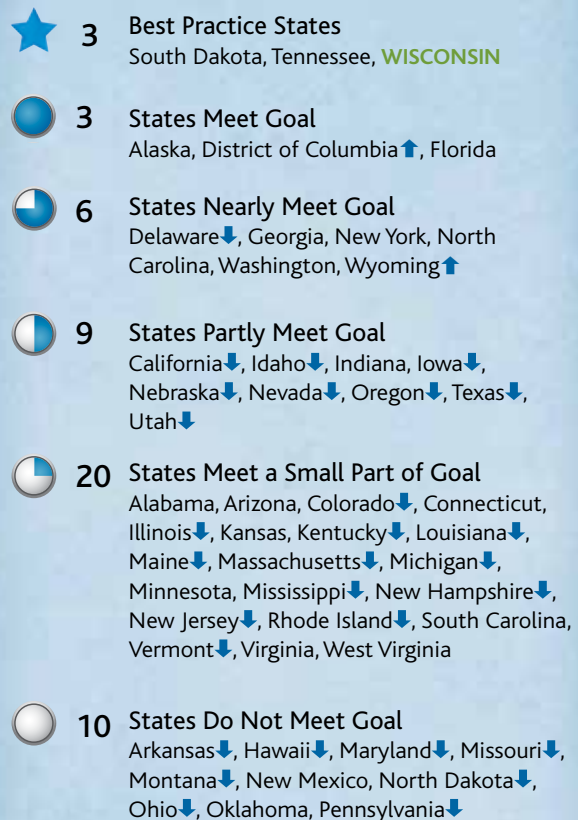 3 Best Practice States
South Dakota, Tennessee, WISCONSIN
3 States Meet Goal
Alaska, District of Columbia⬆, Florida
6 States Nearly Meet Goal
Delaware⬇, Georgia, New York, North
Carolina, Washington, Wyoming⬆
9 States Partly Meet Goal
California⬇, Idaho⬇, Indiana, Iowa⬇,
Nebraska⬇, Nevada⬇, Oregon⬇, Texas⬇,
Utah⬇
20 States Meet a Small Part of Goal
Alabama, Arizona, Colorado⬇, Connecticut,
Illinois⬇, Kansas, Kentucky⬇, Louisiana⬇,
Maine⬇, Massachusetts⬇, Michigan⬇,
Minnesota, Mississippi⬇, New Hampshire⬇,
New Jersey⬇, Rhode Island⬇, South Carolina,
Vermont⬇, Virginia, West Virginia
10 States Do Not Meet Goal
Arkansas⬇, Hawaii⬇, Maryland⬇, Missouri⬇,
Montana⬇, New Mexico, North Dakota⬇,
Ohio⬇, Oklahoma, Pennsylvania⬇